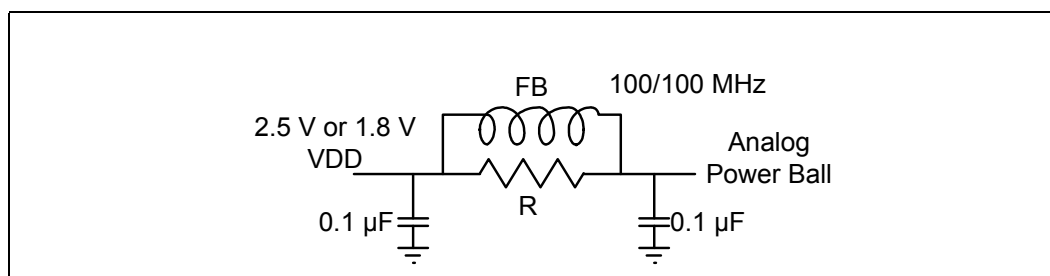 FB
100/100 MHz
2.5 V or 1.8 V
VDD
Analog
Power Ball
R
0.1 µF
0.1 µF